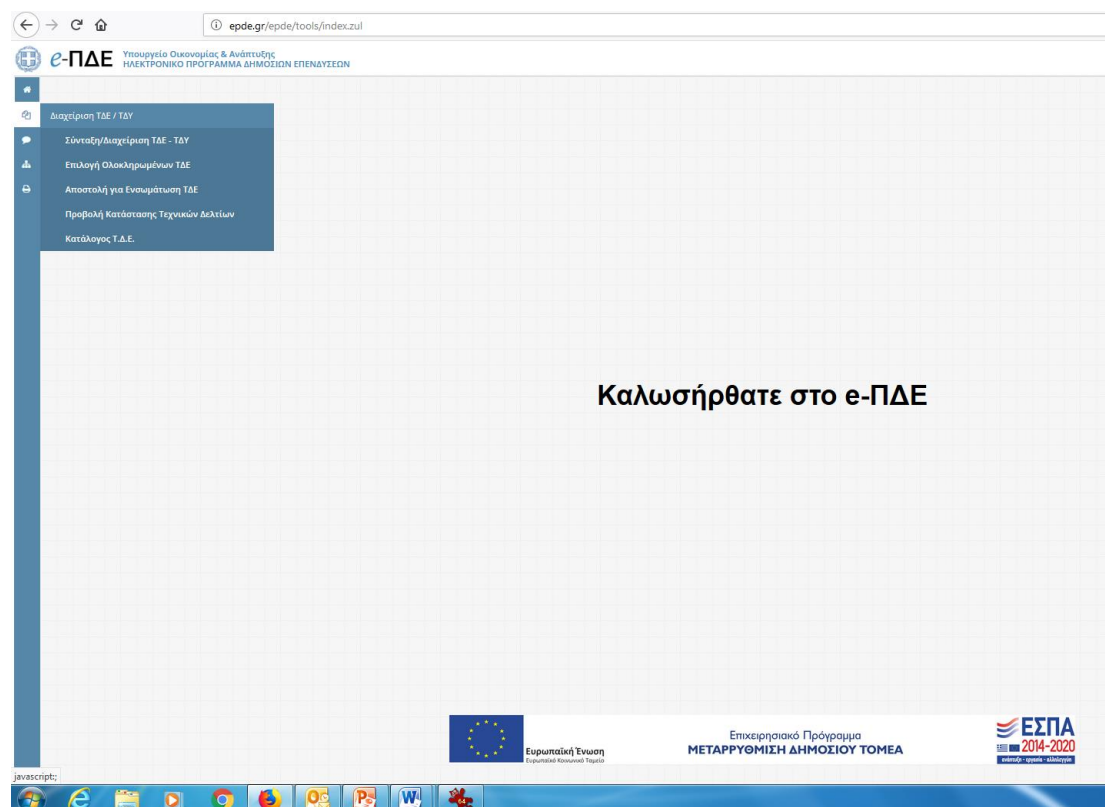 epde.gr/epde/tools/index.zul
e-ΠΔΕ
Υπουργείο Οικονομίας & Ανάπτυξης
ΗΛΕΚΤΡΟΝΙΚΟ ΠΡΟΓΡΑΜΜΑ ΔΗΜΟΣΙΩΝ ΕΠΕΝΔΥΣΕΩΝ
Διαχείριση ΤΔΕ / ΤΔΥ
Σύνταξη/Διαχείριση ΤΔΕ - ΤΔΥ
Επιλογή Ολοκληρωμένων ΤΔΕ
Αποστολή για Ενσωμάτωση ΤΔΕ
Προβολή Κατάστασης Τεχνικών Δελτίων
Κατάλογος Τ.Δ.Ε.
Καλωσήρθατε στο e-ΠΔΕ
Ευρωπαϊκή Ένωση
Ευρωπαϊκό Κοινωνικό Ταμείο
Επιχειρησιακό Πρόγραμμα
ΜΕΤΑΡΡΥΘΜΙΣΗ ΔΗΜΟΣΙΟΥ ΤΟΜΕΑ
ΕΣΠΑ
2014-2020
ανάπτυξη - εργασία - αλληλεγγύη
javascript:;